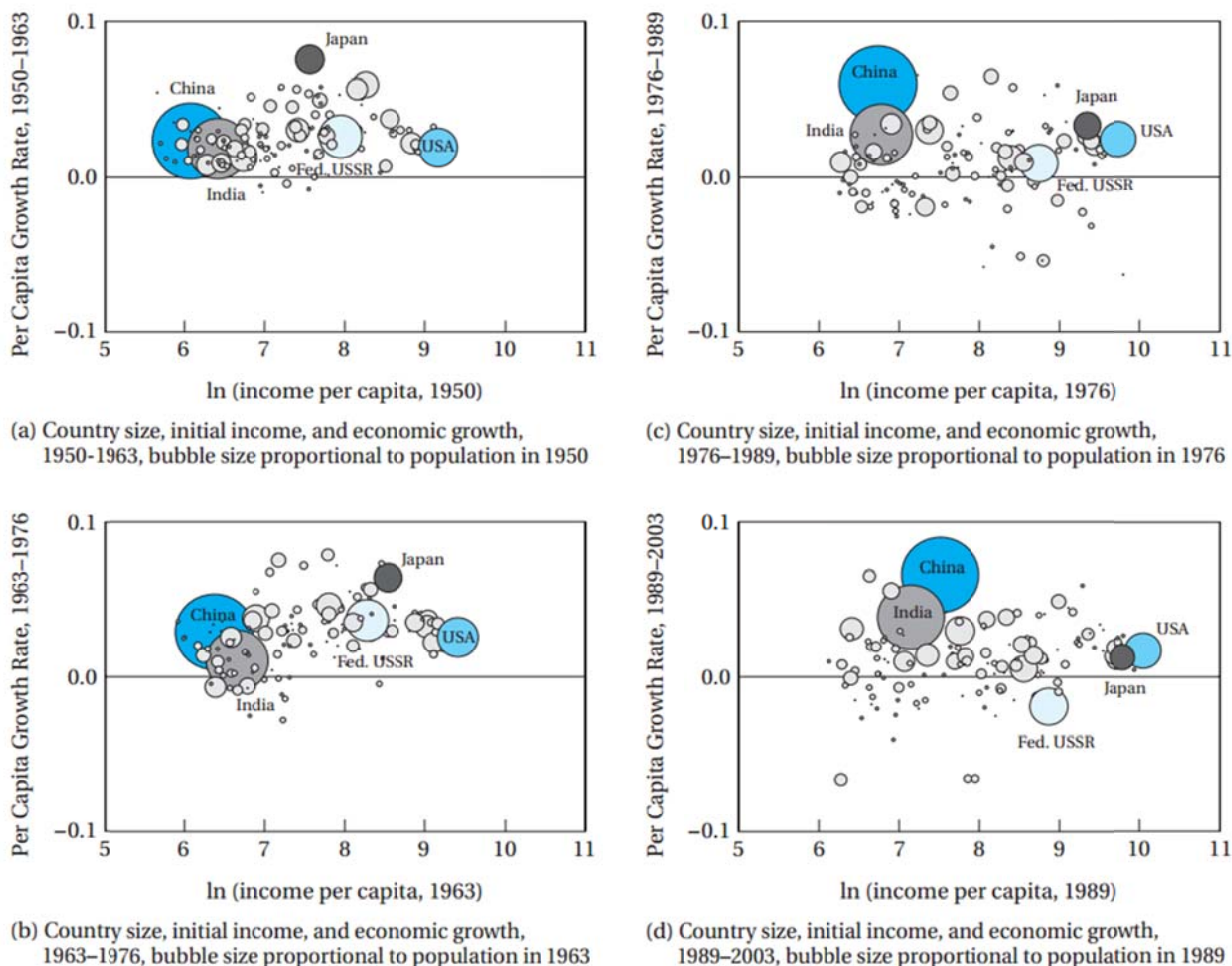 Per Capita Growth Rate, 1950–1963
0.1
0.0
−0.1
China
Japan
India
Fed. USSR
USA
5 6 7 8 9 10 11
ln (income per capita, 1950)
(a) Country size, initial income, and economic growth,
1950-1963, bubble size proportional to population in 1950
Per Capita Growth Rate, 1963–1976
0.1
0.0
−0.1
China
Japan
India
Fed. USSR
USA
5 6 7 8 9 10 11
ln (income per capita, 1963)
(b) Country size, initial income, and economic growth,
1963–1976, bubble size proportional to population in 1963
Per Capita Growth Rate, 1976–1989
0.1
0.0
−0.1
China
India
Japan
USA
Fed. USSR
5 6 7 8 9 10 11
ln (income per capita, 1976)
(c) Country size, initial income, and economic growth,
1976–1989, bubble size proportional to population in 1976
Per Capita Growth Rate, 1989–2003
0.1
0.0
−0.1
China
India
USA
Japan
Fed. USSR
5 6 7 8 9 10 11
ln (income per capita, 1989)
(d) Country size, initial income, and economic growth,
1989–2003, bubble size proportional to population in 1989